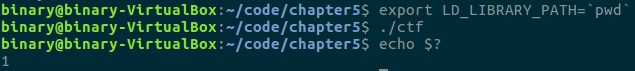 binary@binary-VirtualBox:~/code/chapter5$ export LD_LIBRARY_PATH=`pwd`
binary@binary-VirtualBox:~/code/chapter5$ ./ctf
binary@binary-VirtualBox:~/code/chapter5$ echo $?
1